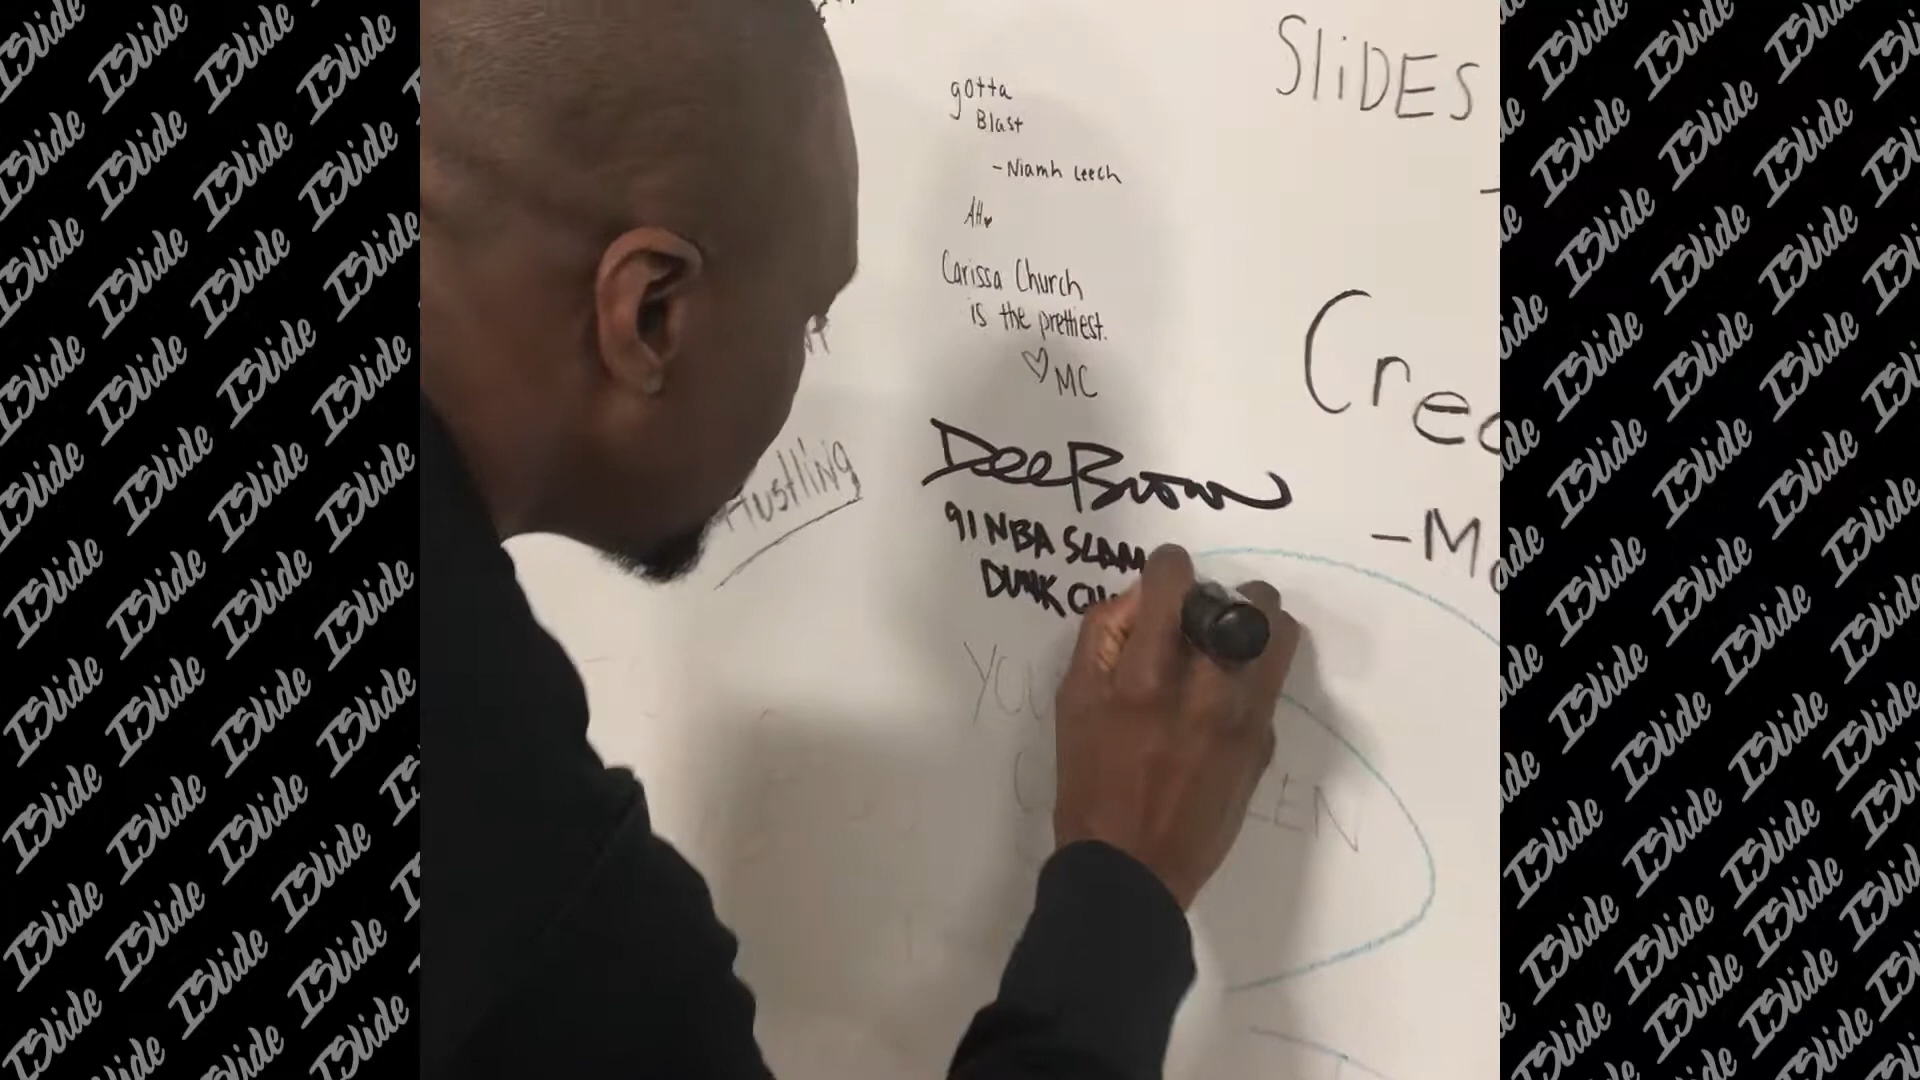 SLiDES
gotta
Blast
-Niamh Leech
AH♥
Carissa Church
is the prettiest.
♡ MC
Hustling
Dee Brown
91 NBA SLAM
DUNK
ISlide